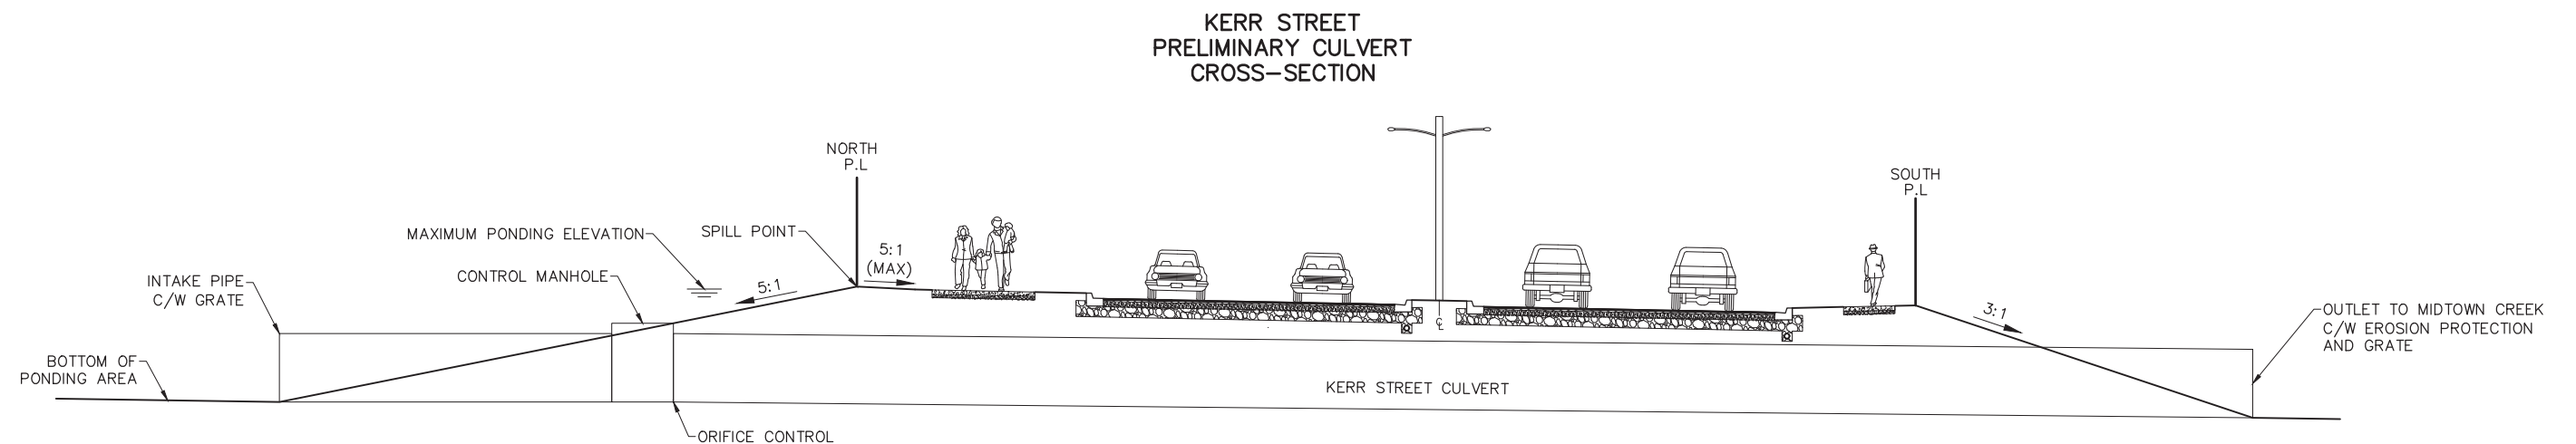 KERR STREET
PRELIMINARY CULVERT
CROSS-SECTION
NORTH
P.L
SOUTH
P.L
MAXIMUM PONDING ELEVATION
SPILL POINT
5:1
(MAX)
CONTROL MANHOLE
5:1
INTAKE PIPE
C/W GRATE
3:1
OUTLET TO MIDTOWN CREEK
C/W EROSION PROTECTION
AND GRATE
℄
BOTTOM OF
PONDING AREA
KERR STREET CULVERT
ORIFICE CONTROL